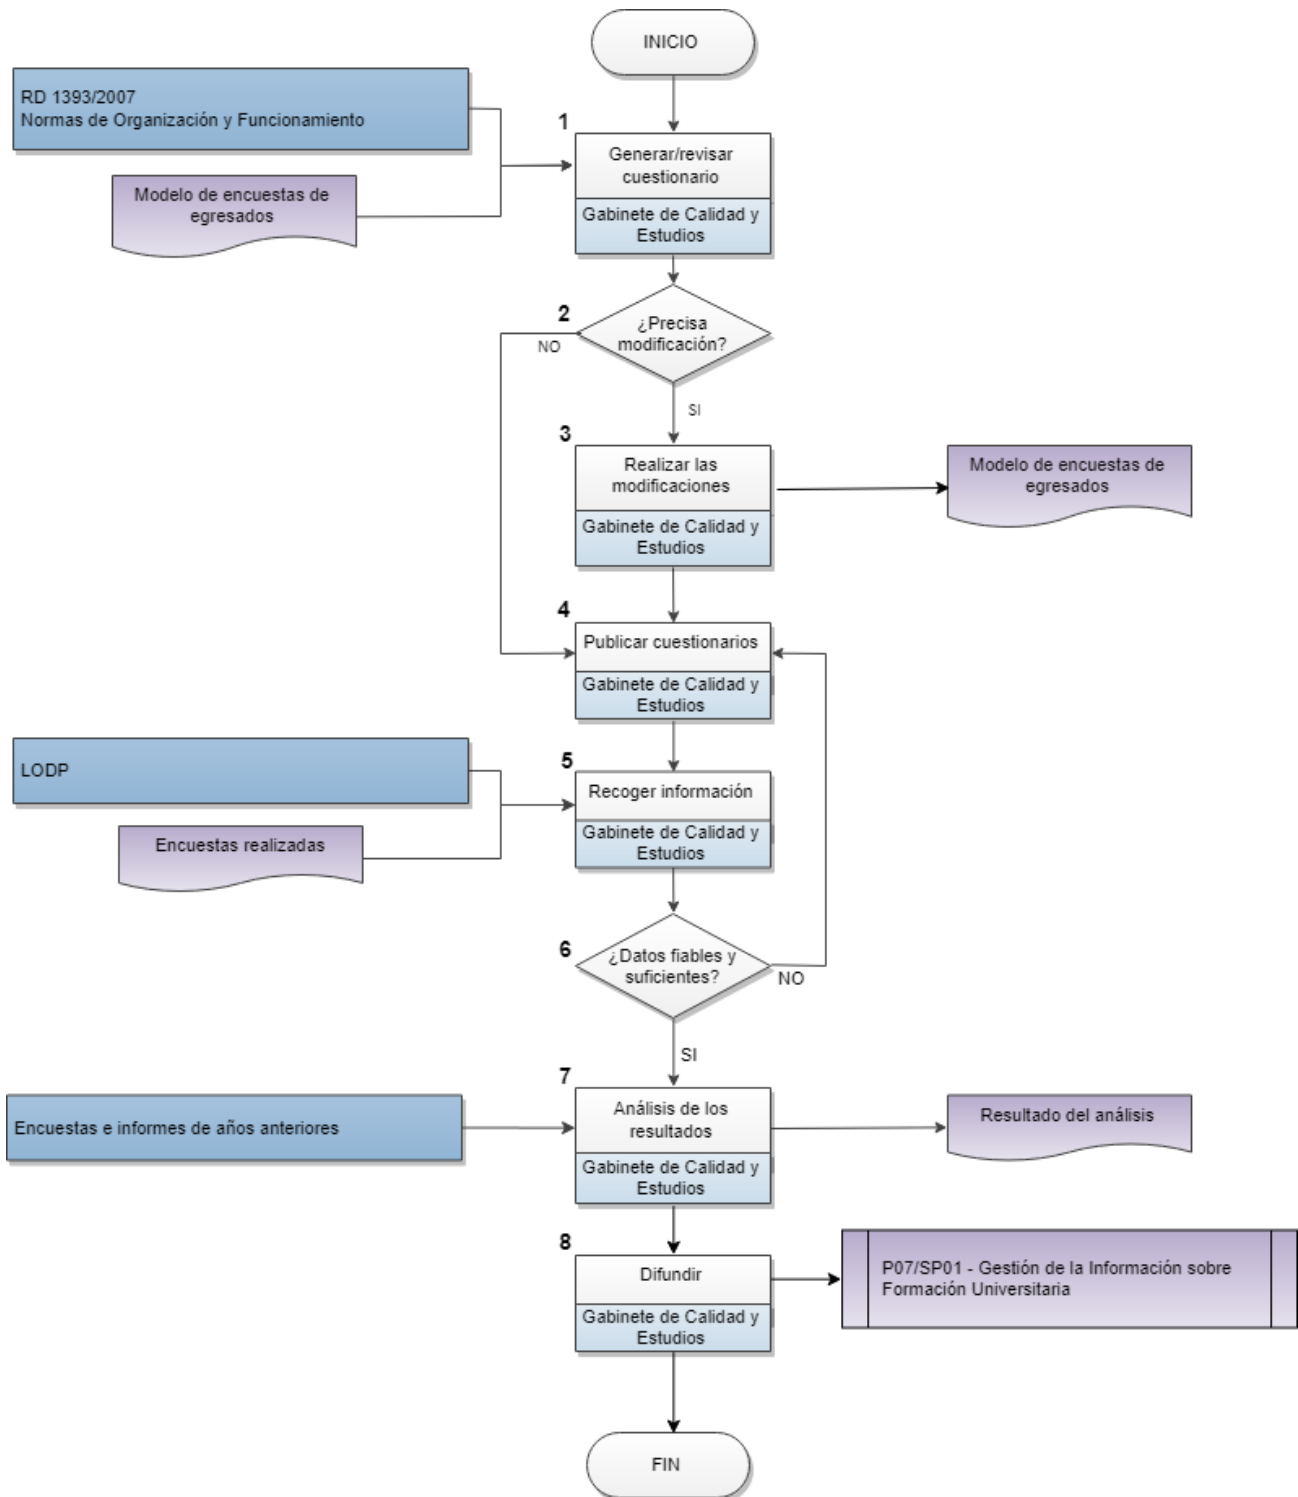 INICIO
RD 1393/2007
Normas de Organización y Funcionamiento
1
Generar/revisar
cuestionario
Modelo de encuestas de
egresados
Gabinete de Calidad y
Estudios
2
¿Precisa
modificación?
NO
SI
3
Realizar las
modificaciones
Gabinete de Calidad y
Estudios
Modelo de encuestas de
egresados
4
Publicar cuestionarios
Gabinete de Calidad y
Estudios
LODP
5
Recoger información
Encuestas realizadas
Gabinete de Calidad y
Estudios
6
¿Datos fiables y
suficientes?
NO
SI
7
Análisis de los
resultados
Encuestas e informes de años anteriores
Gabinete de Calidad y
Estudios
Resultado del análisis
8
Difundir
Gabinete de Calidad y
Estudios
P07/SP01 - Gestión de la Información sobre
Formación Universitaria
FIN